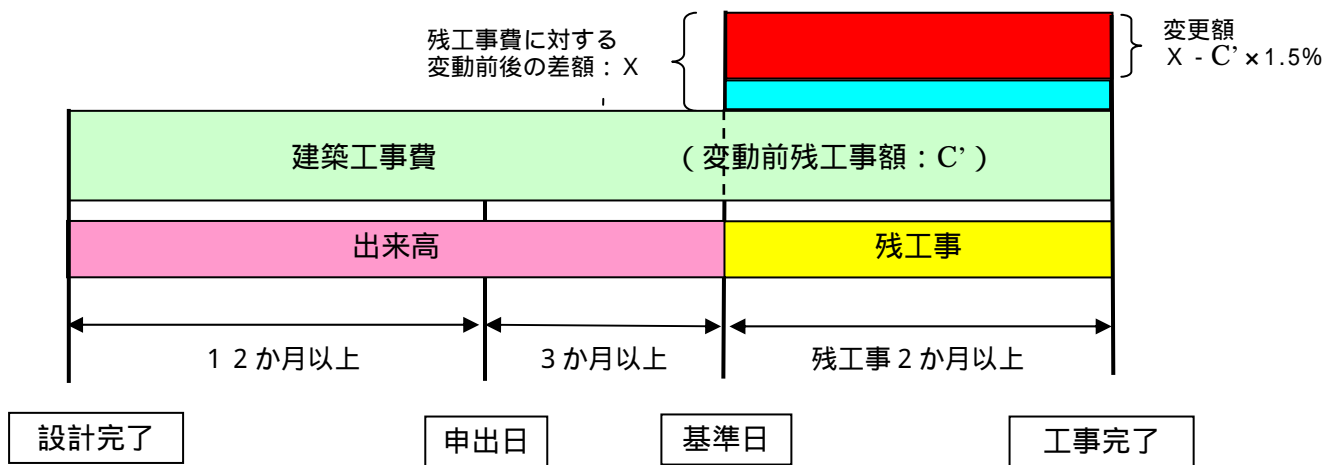 残工事費に対する
変動前後の差額：Ｘ
変更額
Ｘ - C’×1.5%
建築工事費
（変動前残工事額：C’）
出来高
残工事
１２か月以上
３か月以上
残工事２か月以上
設計完了
申出日
基準日
工事完了